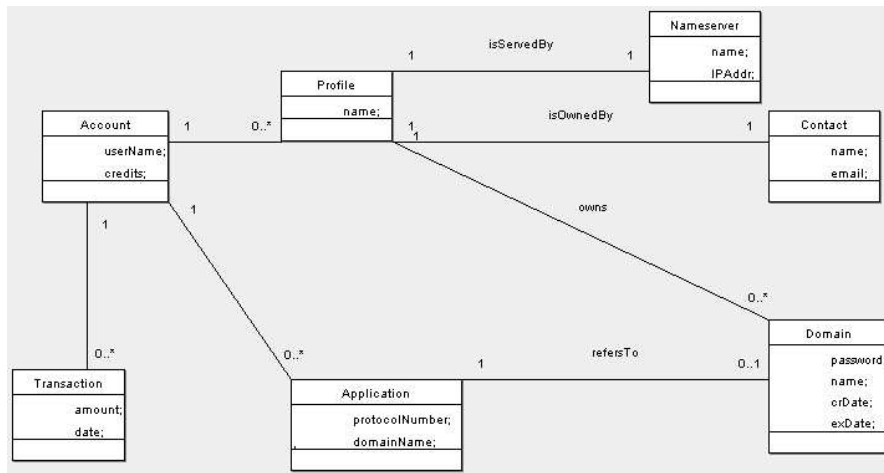 Nameserver
name;
IPAddr;
isServedBy
1
1
Profile
name;
Account
userName;
credits;
1
0..*
isOwnedBy
1
1
1
Contact
name;
email;
1
1
owns
0..*
Domain
password
name;
crDate;
exDate;
0..*
0..*
1
refersTo
0..1
Transaction
amount;
date;
Application
protocolNumber;
domainName;